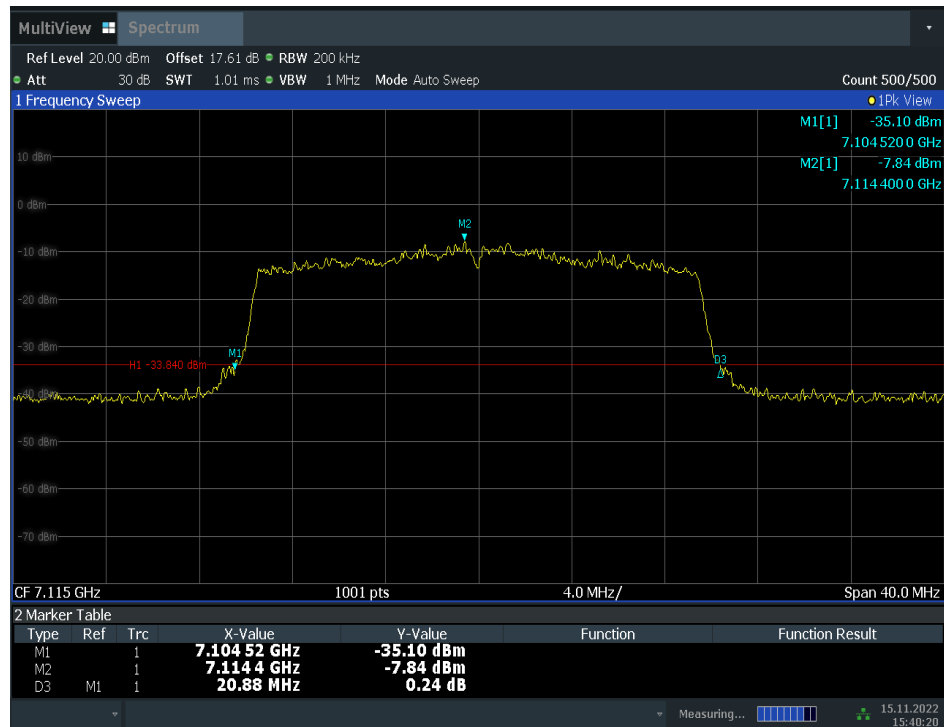 MultiView Spectrum
Ref Level 20.00 dBm Offset 17.61 dB RBW 200 kHz
Att 30 dB SWT 1.01 ms VBW 1 MHz Mode Auto Sweep Count 500/500
1 Frequency Sweep 1Pk View
M1[1] -35.10 dBm
7.1045200 GHz
10 dBm
M2[1] -7.84 dBm
7.1144000 GHz
0 dBm
M2
-10 dBm
-20 dBm
-30 dBm
M1
D3
H1 -33.840 dBm
-40 dBm
-50 dBm
-60 dBm
-70 dBm
CF 7.115 GHz 1001 pts 4.0 MHz/ Span 40.0 MHz
2 Marker Table
Type Ref Trc X-Value Y-Value Function Function Result
M1 1 7.104 52 GHz -35.10 dBm
M2 1 7.114 4 GHz -7.84 dBm
D3 M1 1 20.88 MHz 0.24 dB
Measuring... 15.11.2022
15:40:20